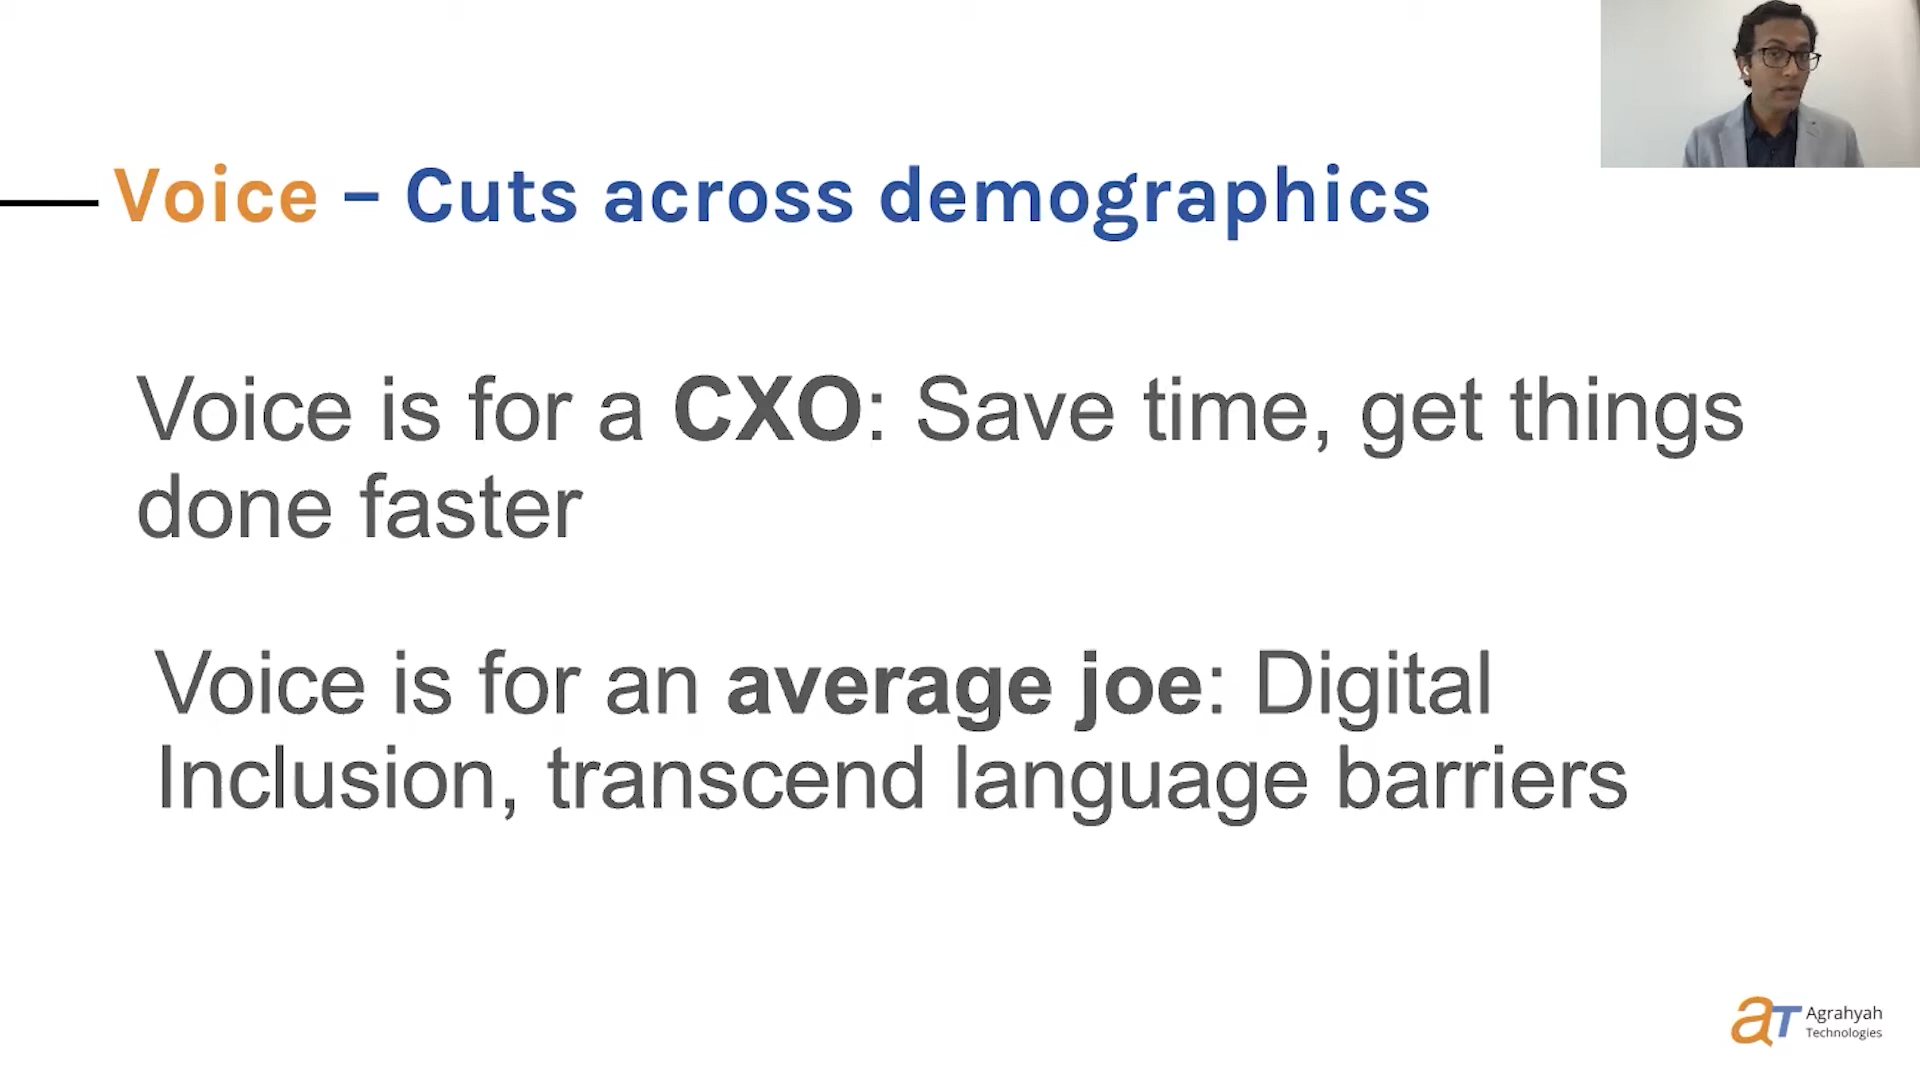 Voice – Cuts across demographics
Voice is for a CXO: Save time, get things
done faster
Voice is for an average joe: Digital
Inclusion, transcend language barriers
aT Agrahyah
Technologies